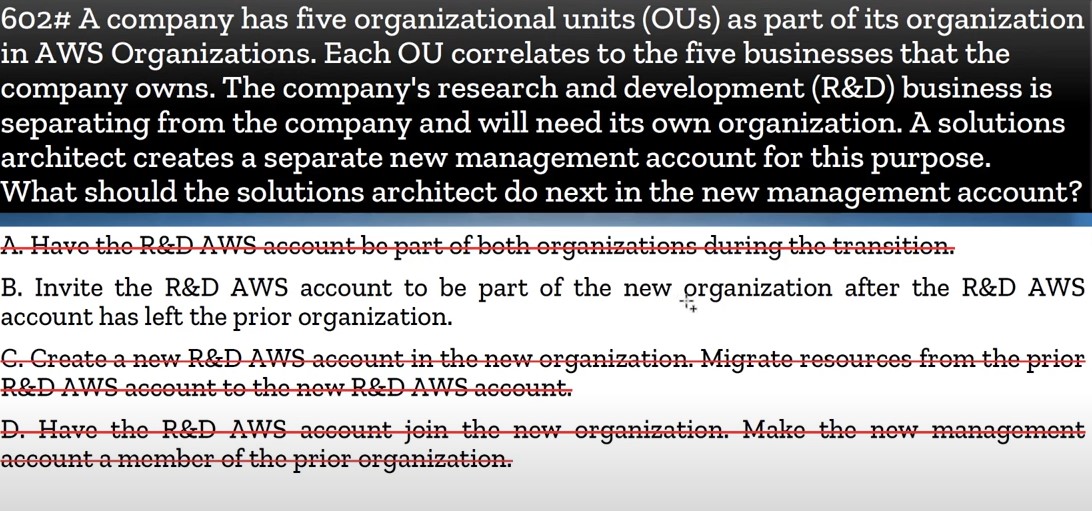 602# A company has five organizational units (OUs) as part of its organization
in AWS Organizations. Each OU correlates to the five businesses that the
company owns. The company's research and development (R&D) business is
separating from the company and will need its own organization. A solutions
architect creates a separate new management account for this purpose.
What should the solutions architect do next in the new management account?
A. Have the R&D AWS account be part of both organizations during the transition.
B. Invite the R&D AWS account to be part of the new organization after the R&D AWS
account has left the prior organization.
C. Create a new R&D AWS account in the new organization. Migrate resources from the prior
R&D AWS account to the new R&D AWS account.
D. Have the R&D AWS account join the new organization. Make the new management
account a member of the prior organization.